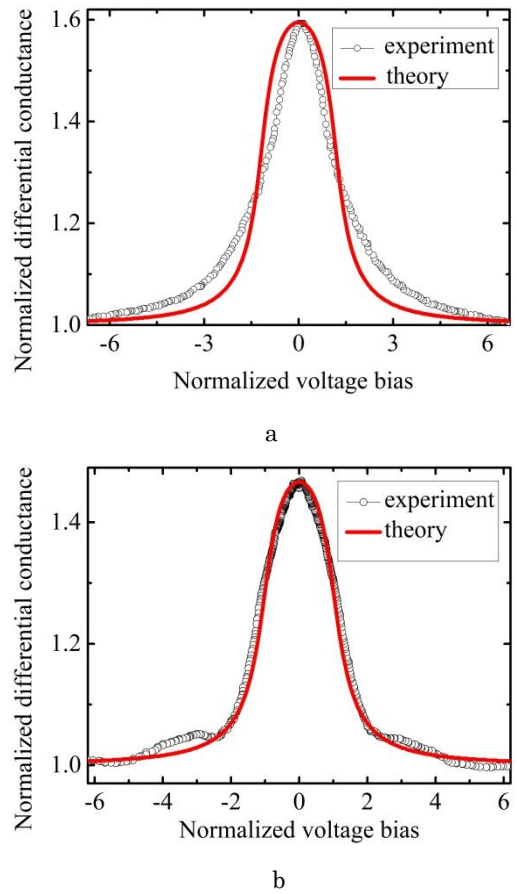 Normalized differential conductance
1.6
1.4
1.2
1.0
experiment
theory
-6 -3 0 3 6
Normalized voltage bias
a
Normalized differential conductance
1.4
1.2
1.0
experiment
theory
-6 -4 -2 0 2 4 6
Normalized voltage bias
b